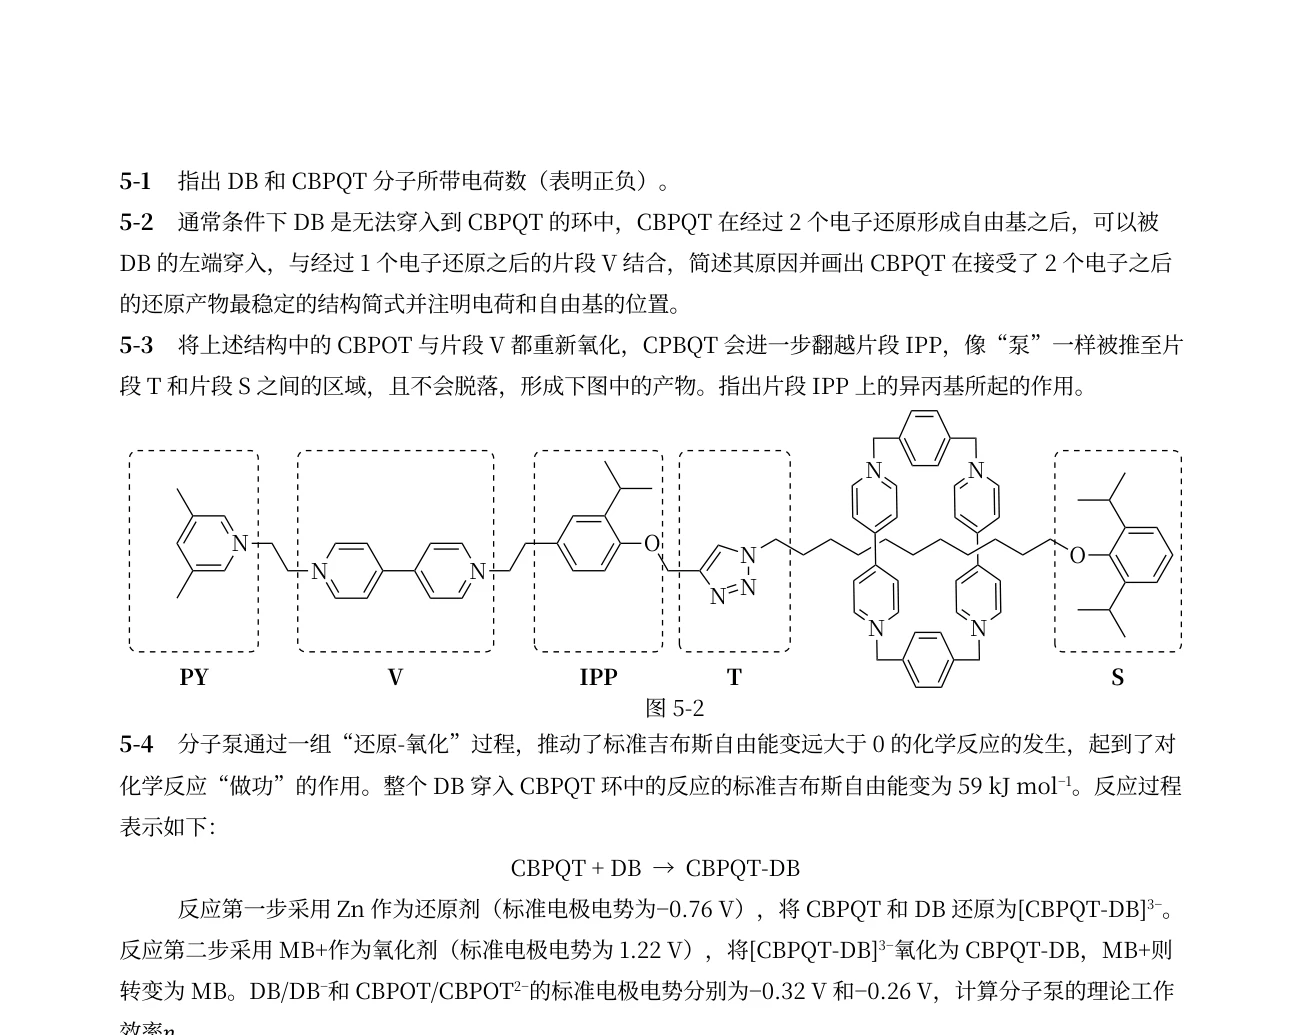 5-1 指出 DB 和 CBPQT 分子所带电荷数（表明正负）。
5-2 通常条件下 DB 是无法穿入到 CBPQT 的环中，CBPQT 在经过 2 个电子还原形成自由基之后，可以被
DB 的左端穿入，与经过 1 个电子还原之后的片段 V 结合，简述其原因并画出 CBPQT 在接受了 2 个电子之后
的还原产物最稳定的结构简式并注明电荷和自由基的位置。
5-3 将上述结构中的 CBPOT 与片段 V 都重新氧化，CPBQT 会进一步翻越片段 IPP，像“泵”一样被推至片
段 T 和片段 S 之间的区域，且不会脱落，形成下图中的产物。指出片段 IPP 上的异丙基所起的作用。
N N
N O N
N N O
N N
N N
PY V IPP T S
图 5-2
5-4 分子泵通过一组“还原-氧化”过程，推动了标准吉布斯自由能变远大于 0 的化学反应的发生，起到了对
化学反应“做功”的作用。整个 DB 穿入 CBPQT 环中的反应的标准吉布斯自由能变为 59 kJ mol⁻¹。反应过程
表示如下：
CBPQT + DB → CBPQT-DB
反应第一步采用 Zn 作为还原剂（标准电极电势为−0.76 V），将 CBPQT 和 DB 还原为[CBPQT-DB]³⁻。
反应第二步采用 MB+作为氧化剂（标准电极电势为 1.22 V），将[CBPQT-DB]³⁻氧化为 CBPQT-DB，MB+则
转变为 MB。DB/DB⁻和 CBPOT/CBPOT²⁻的标准电极电势分别为−0.32 V 和−0.26 V，计算分子泵的理论工作
效率η